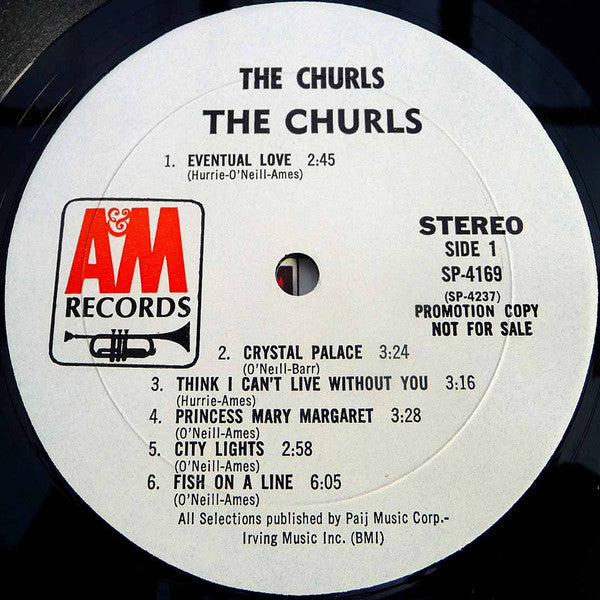 THE CHURLS
THE CHURLS
1. EVENTUAL LOVE 2:45
(Hurrie-O'Neill-Ames)
A&M
RECORDS
STEREO
SIDE 1
SP-4169
(SP-4237)
PROMOTION COPY
NOT FOR SALE
2. CRYSTAL PALACE 3:24
(O'Neill-Barr)
3. THINK I CAN'T LIVE WITHOUT YOU 3:16
(Hurrie-Ames)
4. PRINCESS MARY MARGARET 3:28
(O'Neill-Ames)
5. CITY LIGHTS 2:58
(O'Neill-Ames)
6. FISH ON A LINE 6:05
(O'Neill-Ames)
All Selections published by Paij Music Corp.-
Irving Music Inc. (BMI)